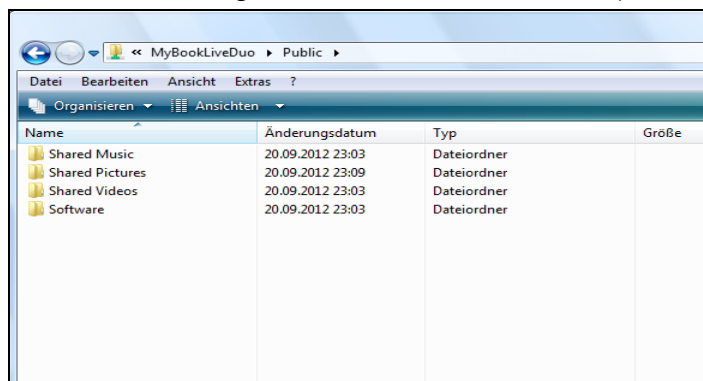 « MyBookLiveDuo ▸ Public ▸
Datei Bearbeiten Ansicht Extras ?
Organisieren Ansichten
Name Änderungsdatum Typ Größe
Shared Music 20.09.2012 23:03 Dateiordner
Shared Pictures 20.09.2012 23:09 Dateiordner
Shared Videos 20.09.2012 23:03 Dateiordner
Software 20.09.2012 23:03 Dateiordner